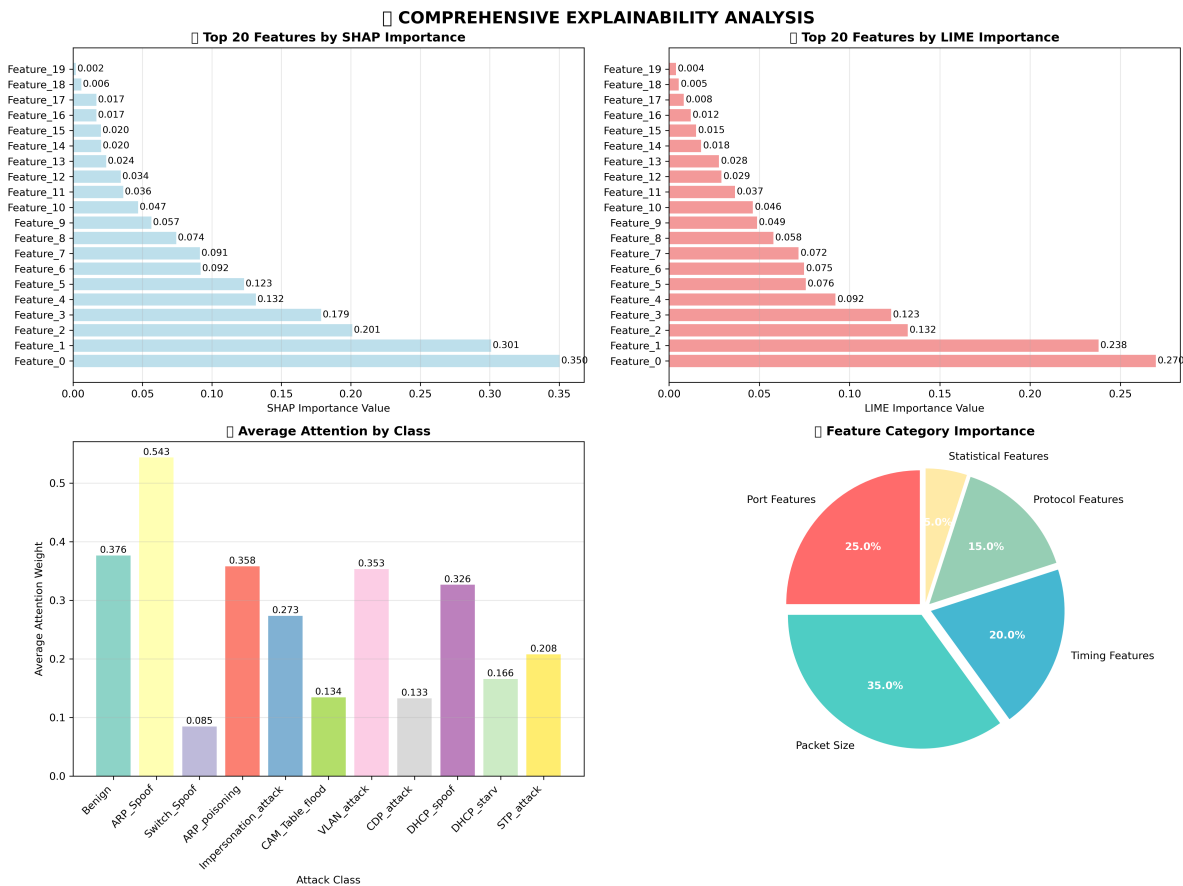 COMPREHENSIVE EXPLAINABILITY ANALYSIS
Top 20 Features by SHAP Importance
Feature_19 0.002
Feature_18 0.006
Feature_17 0.017
Feature_16 0.017
Feature_15 0.020
Feature_14 0.020
Feature_13 0.024
Feature_12 0.034
Feature_11 0.036
Feature_10 0.047
Feature_9 0.057
Feature_8 0.074
Feature_7 0.091
Feature_6 0.092
Feature_5 0.123
Feature_4 0.132
Feature_3 0.179
Feature_2 0.201
Feature_1 0.301
Feature_0 0.350
0.00 0.05 0.10 0.15 0.20 0.25 0.30 0.35
SHAP Importance Value
Top 20 Features by LIME Importance
Feature_19 0.004
Feature_18 0.005
Feature_17 0.008
Feature_16 0.012
Feature_15 0.015
Feature_14 0.018
Feature_13 0.028
Feature_12 0.029
Feature_11 0.037
Feature_10 0.046
Feature_9 0.049
Feature_8 0.058
Feature_7 0.072
Feature_6 0.075
Feature_5 0.076
Feature_4 0.092
Feature_3 0.123
Feature_2 0.132
Feature_1 0.238
Feature_0 0.270
0.00 0.05 0.10 0.15 0.20 0.25
LIME Importance Value
Average Attention by Class
Average Attention Weight
0.5
0.4
0.3
0.2
0.1
0.0
0.376
0.543
0.085
0.358
0.273
0.134
0.353
0.133
0.326
0.166
0.208
Benign
ARP_Spoof
Switch_Spoof
ARP_poisoning
Impersonation_attack
CAM_Table_flood
VLAN_attack
CDP_attack
DHCP_spoof
DHCP_starv
STP_attack
Attack Class
Feature Category Importance
Statistical Features
5.0%
Port Features
25.0%
Protocol Features
15.0%
Timing Features
20.0%
Packet Size
35.0%